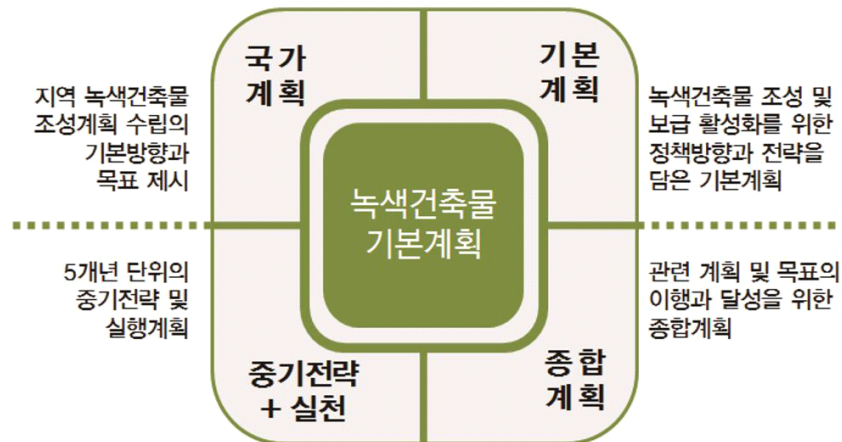 국가
계획
지역 녹색건축물
조성계획 수립의
기본방향과
목표 제시
기본
계획
녹색건축물 조성 및
보급 활성화를 위한
정책방향과 전략을
담은 기본계획
녹색건축물
기본계획
5개년 단위의
중기전략 및
실행계획
중기전략
+ 실천
종합
계획
관련 계획 및 목표의
이행과 달성을 위한
종합계획